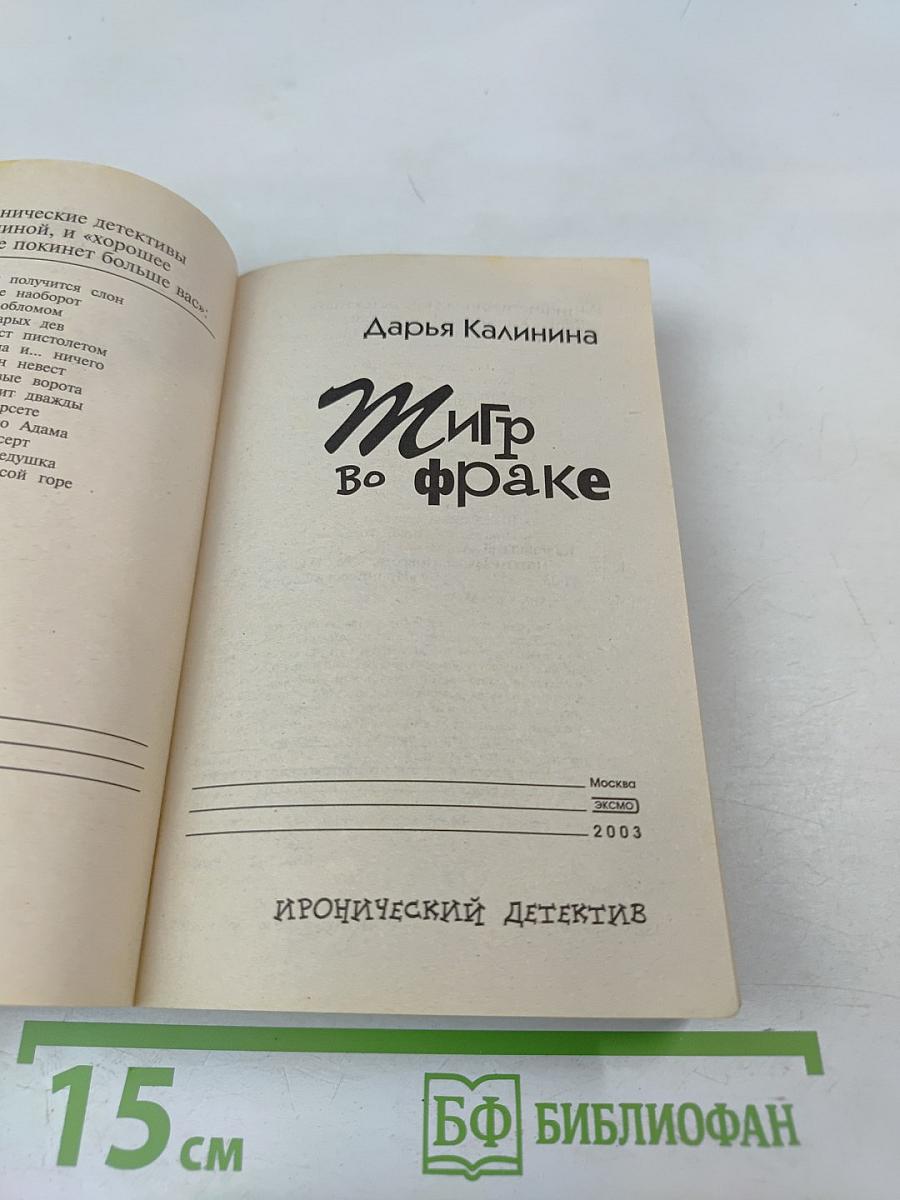 нические детективы
иной, и «хорошее
е покинет больше вас»:
получится слон
е наоборот
обломом
арых дев
ст пистолетом
а и... ничего
н невест
вые ворота
ит дважды
рсете
о Адама
серт
едушка
сой горе
Дарья Калинина
Тигр
во фраке
Москва
ЭКСМО
2003
ИРОНИЧЕСКИЙ ДЕТЕКТИВ
15 см
БФ БИБЛИОФАН